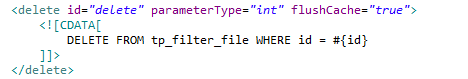 <delete id="delete" parameterType="int" flushCache="true">
<![CDATA[
DELETE FROM tp_filter_file WHERE id = #{id}
]]>
</delete>